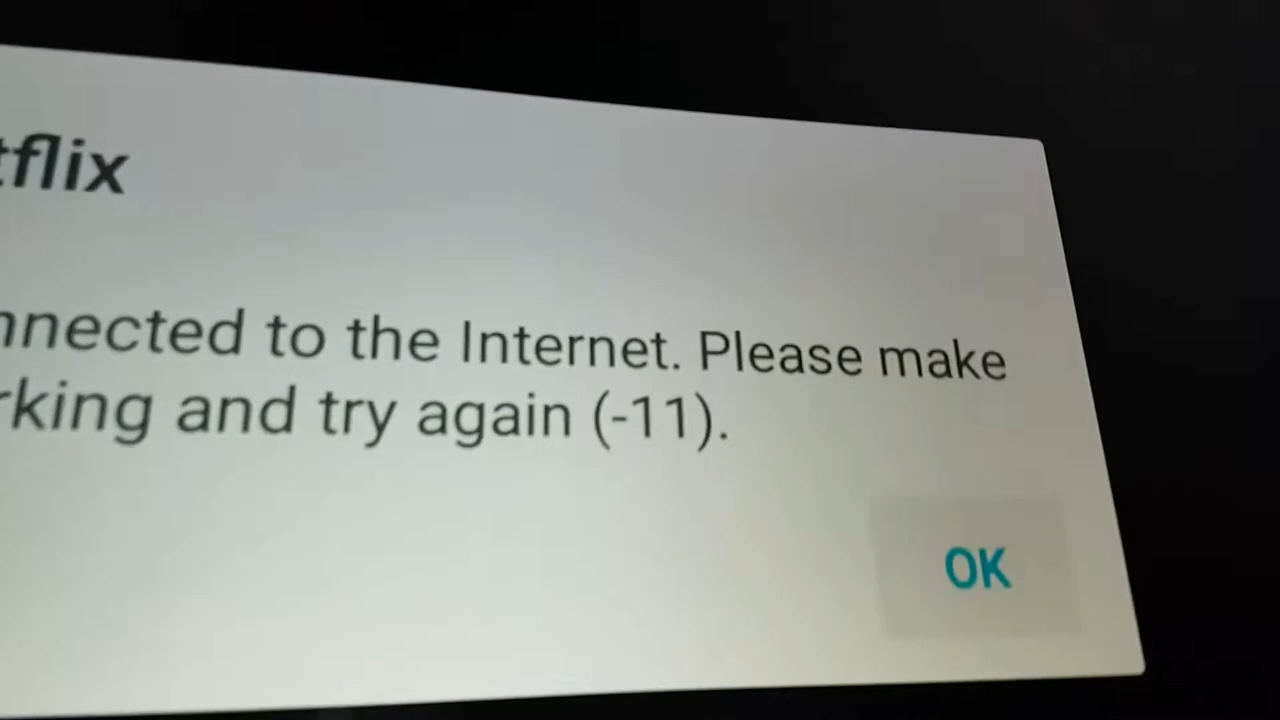 tflix
nnected to the Internet. Please make
rking and try again (-11).
OK